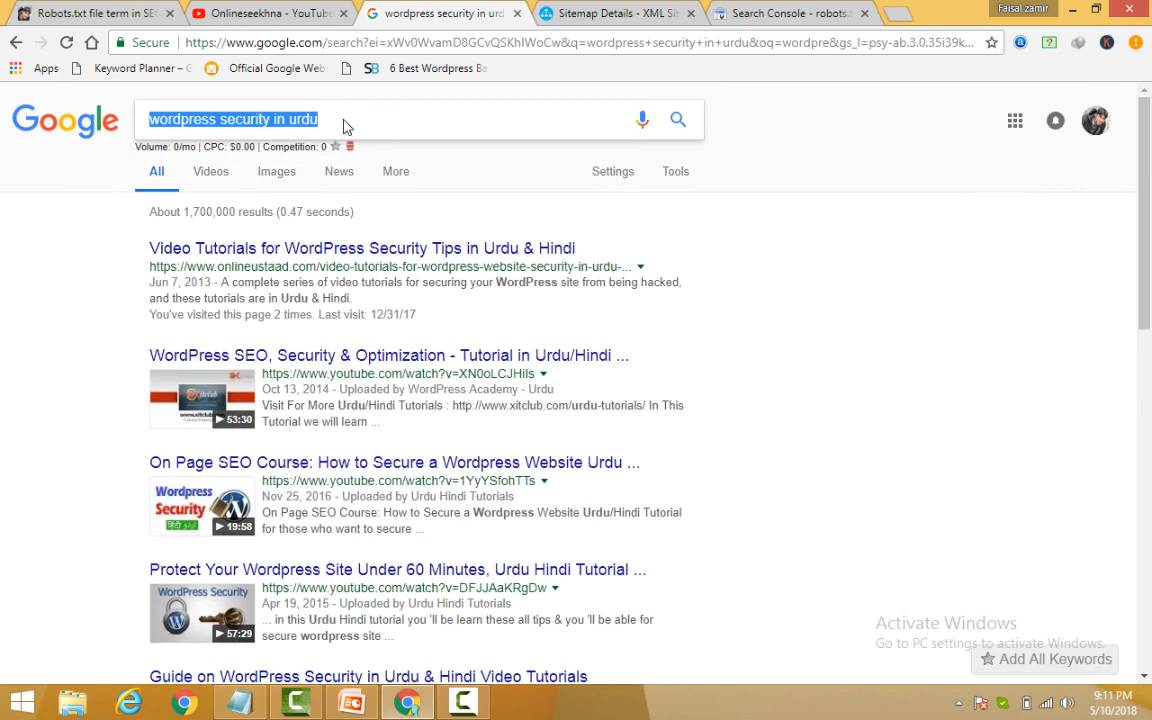 Robots.txt file term in SE
Onlineseekhna - YouTube
wordpress security in urd
Sitemap Details - XML Sit
Search Console - robots.t
Faisal zamir
Secure
https://www.google.com/search?ei=xWv0WvamD8GCvQSKhIWoCw&q=wordpress+security+in+urdu&oq=wordpre&gs_l=psy-ab.3.0.35i39k...
Apps
Keyword Planner – G
Official Google Web
SB
6 Best Wordpress Ba
Google
wordpress security in urdu
Volume: 0/mo | CPC: $0.00 | Competition: 0
All
Videos
Images
News
More
Settings
Tools
About 1,700,000 results (0.47 seconds)
Video Tutorials for WordPress Security Tips in Urdu & Hindi
https://www.onlineustaad.com/video-tutorials-for-wordpress-website-security-in-urdu-...
Jun 7, 2013 - A complete series of video tutorials for securing your WordPress site from being hacked,
and these tutorials are in Urdu & Hindi.
You've visited this page 2 times. Last visit: 12/31/17
WordPress SEO, Security & Optimization - Tutorial in Urdu/Hindi ...
https://www.youtube.com/watch?v=XN0oLCJHils
Oct 13, 2014 - Uploaded by WordPress Academy - Urdu
Visit For More Urdu/Hindi Tutorials : http://www.xitclub.com/urdu-tutorials/ In This
Tutorial we will learn ...
53:30
On Page SEO Course: How to Secure a Wordpress Website Urdu ...
https://www.youtube.com/watch?v=1YyYSfohTTs
Nov 25, 2016 - Uploaded by Urdu Hindi Tutorials
On Page SEO Course: How to Secure a Wordpress Website Urdu/Hindi Tutorial
for those who want to secure ...
Wordpress
Security
19:58
Protect Your Wordpress Site Under 60 Minutes, Urdu Hindi Tutorial ...
https://www.youtube.com/watch?v=DFJJAaKRgDw
Apr 19, 2015 - Uploaded by Urdu Hindi Tutorials
... in this Urdu Hindi tutorial you 'll be learn these all tips & you 'll be able for
secure wordpress site ...
WordPress Security
57:29
Guide on WordPress Security in Urdu & Hindi Video Tutorials
Activate Windows
Go to PC settings to activate Windows.
Add All Keywords
9:11 PM
5/10/2018